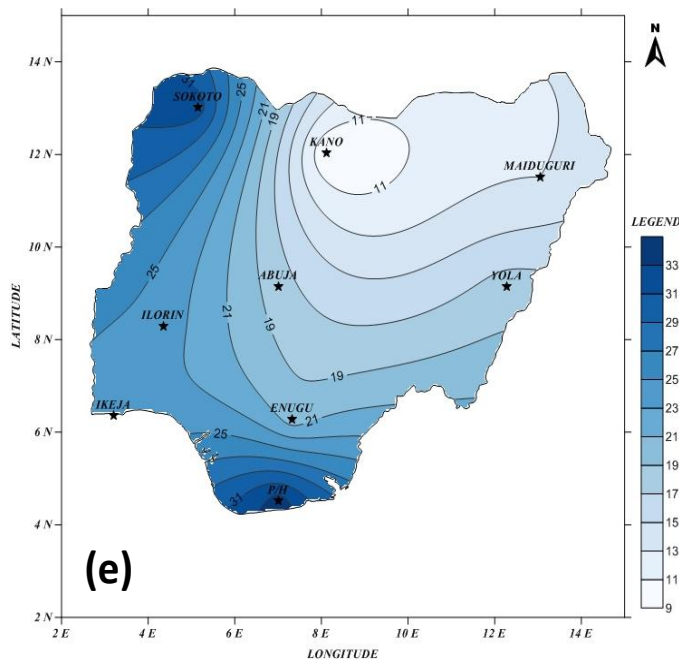 N
14 N
12 N
10 N
8 N
6 N
4 N
2 N
LATITUDE
31
SOKOTO
25
21
19
11
KANO
11
MAIDUGURI
25
ABUJA
YOLA
ILORIN
21
19
19
IKEJA
ENUGU
21
25
P/H
31
(e)
2 E
4 E
6 E
8 E
10 E
12 E
14 E
LONGITUDE
LEGEND
33
31
29
27
25
23
21
19
17
15
13
11
9